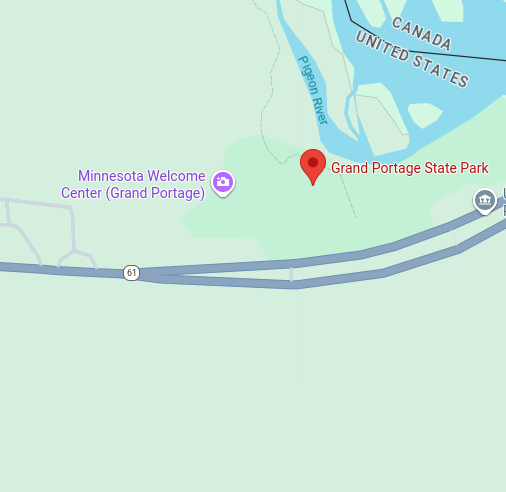 CANADA
UNITED STATES
Pigeon River
Grand Portage State Park
Minnesota Welcome
Center (Grand Portage)
61